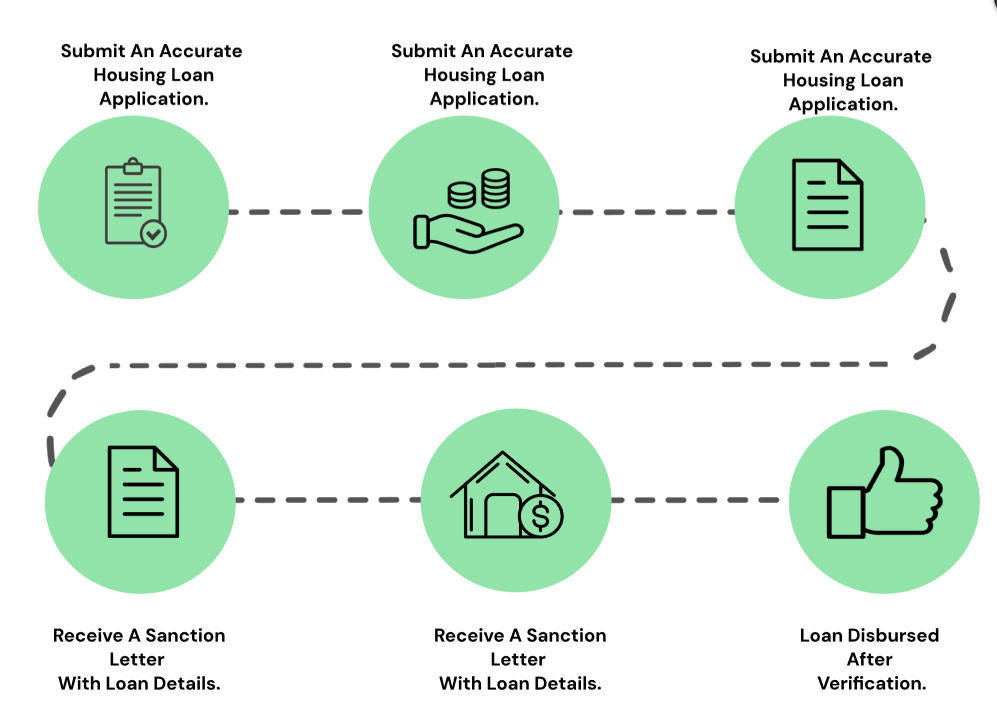 Submit An Accurate
Housing Loan
Application.
Submit An Accurate
Housing Loan
Application.
Submit An Accurate
Housing Loan
Application.
$
Receive A Sanction
Letter
With Loan Details.
Receive A Sanction
Letter
With Loan Details.
Loan Disbursed
After
Verification.